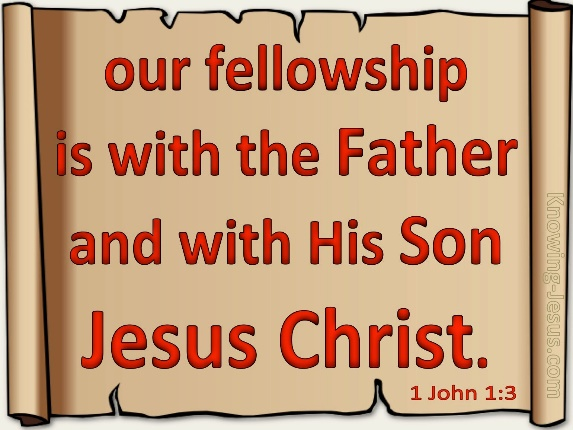 our fellowship
is with the Father
and with His Son
Jesus Christ.
1 John 1:3
Knowing-Jesus.com